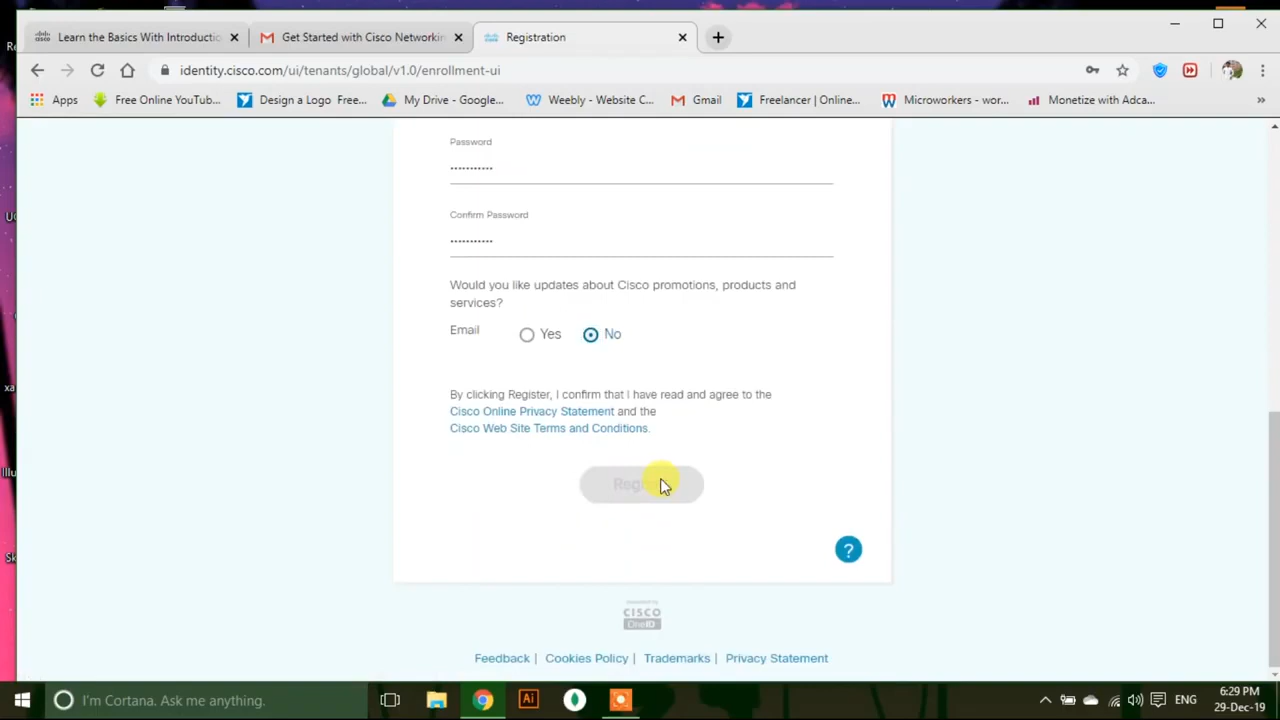 Learn the Basics With Introductio
Get Started with Cisco Networkin
Registration
identity.cisco.com/ui/tenants/global/v1.0/enrollment-ui
Apps
Free Online YouTub...
Design a Logo Free...
My Drive - Google...
Weebly - Website C...
Gmail
Freelancer | Online...
Microworkers - wor...
Monetize with Adca...
»
Password
...........
Confirm Password
...........
Would you like updates about Cisco promotions, products and
services?
Email
Yes
No
By clicking Register, I confirm that I have read and agree to the
Cisco Online Privacy Statement and the
Cisco Web Site Terms and Conditions.
?
CISCO
OneID
Feedback | Cookies Policy | Trademarks | Privacy Statement
I'm Cortana. Ask me anything.
Ai
ENG
6:29 PM
29-Dec-19